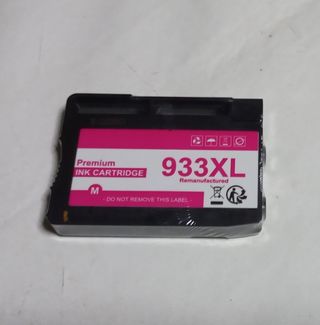 Premium
INK CARTRIDGE
933XL
Remanufactured
M
- DO NOT REMOVE THIS LABEL -